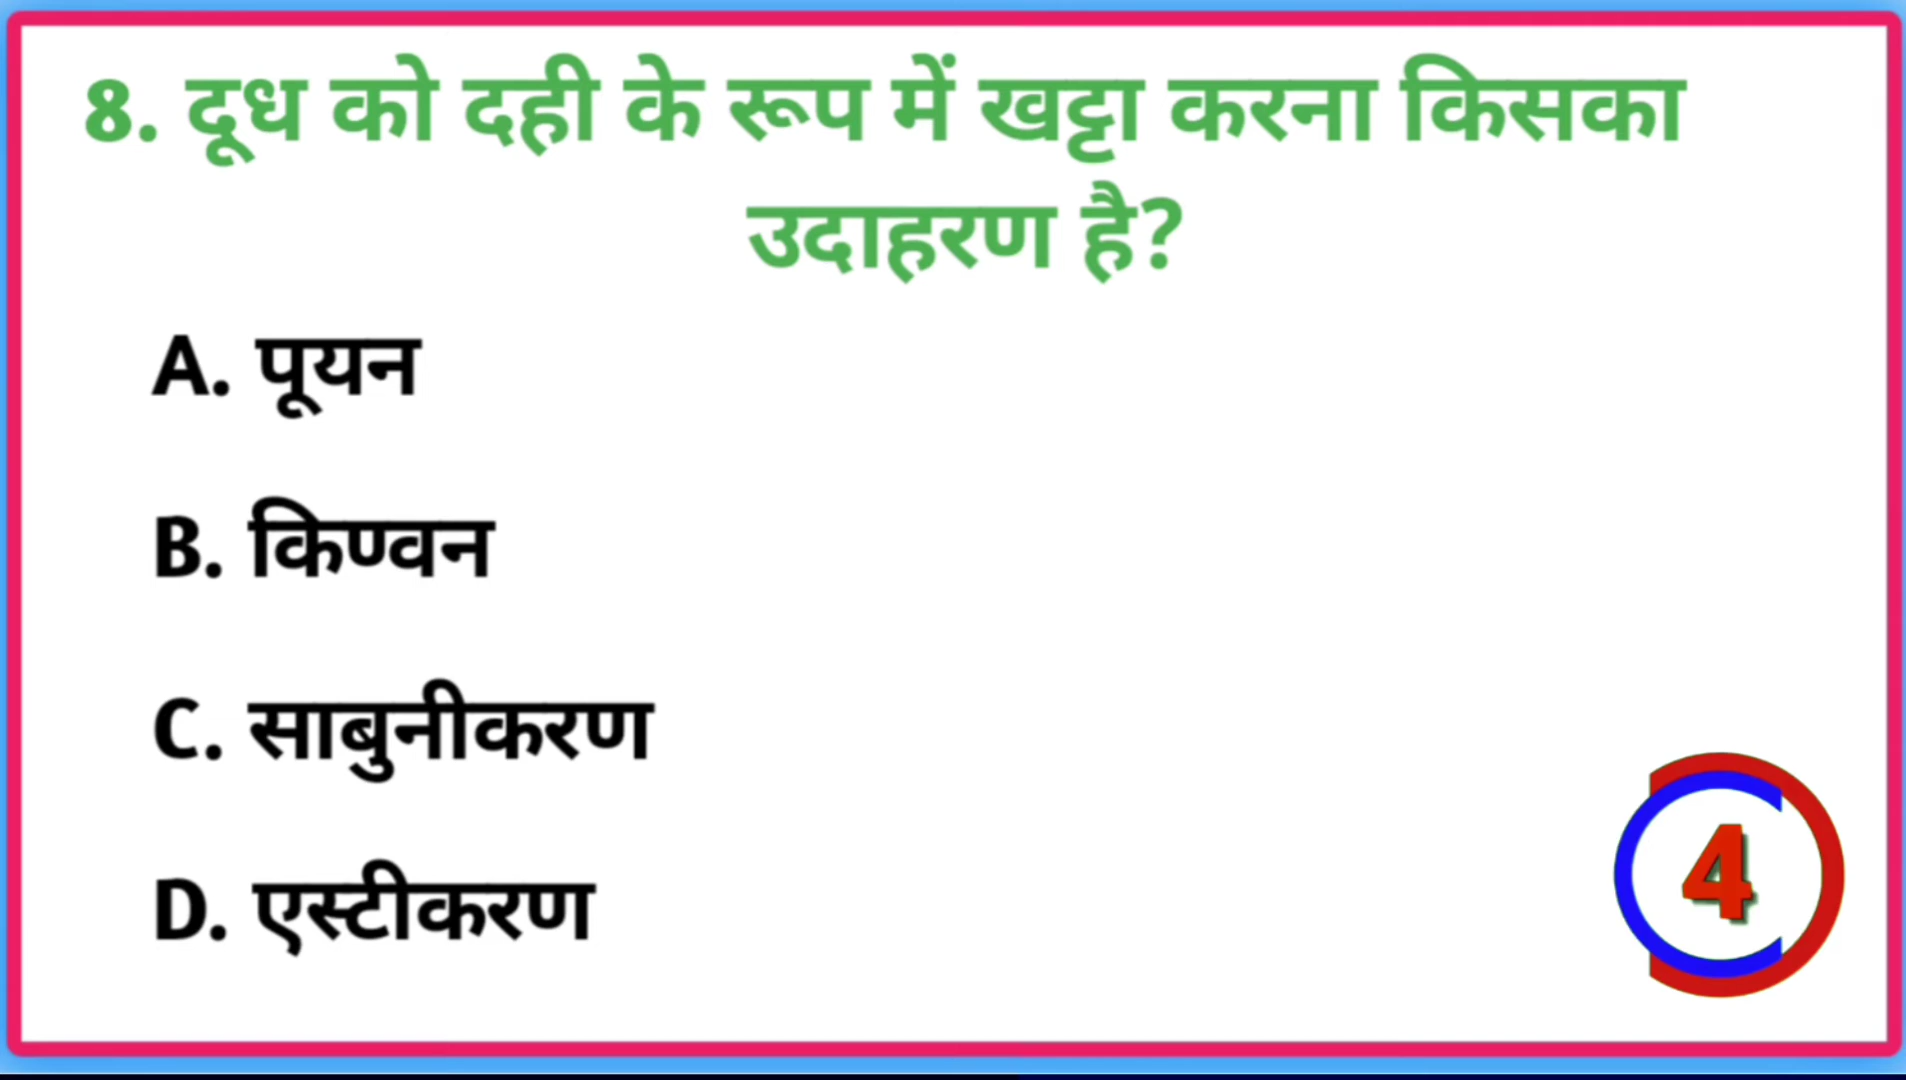 8. दूध को दही के रूप में खट्टा करना किसका
उदाहरण है?
A. पूयन
B. किण्वन
C. साबुनीकरण
D. एस्टीकरण
4